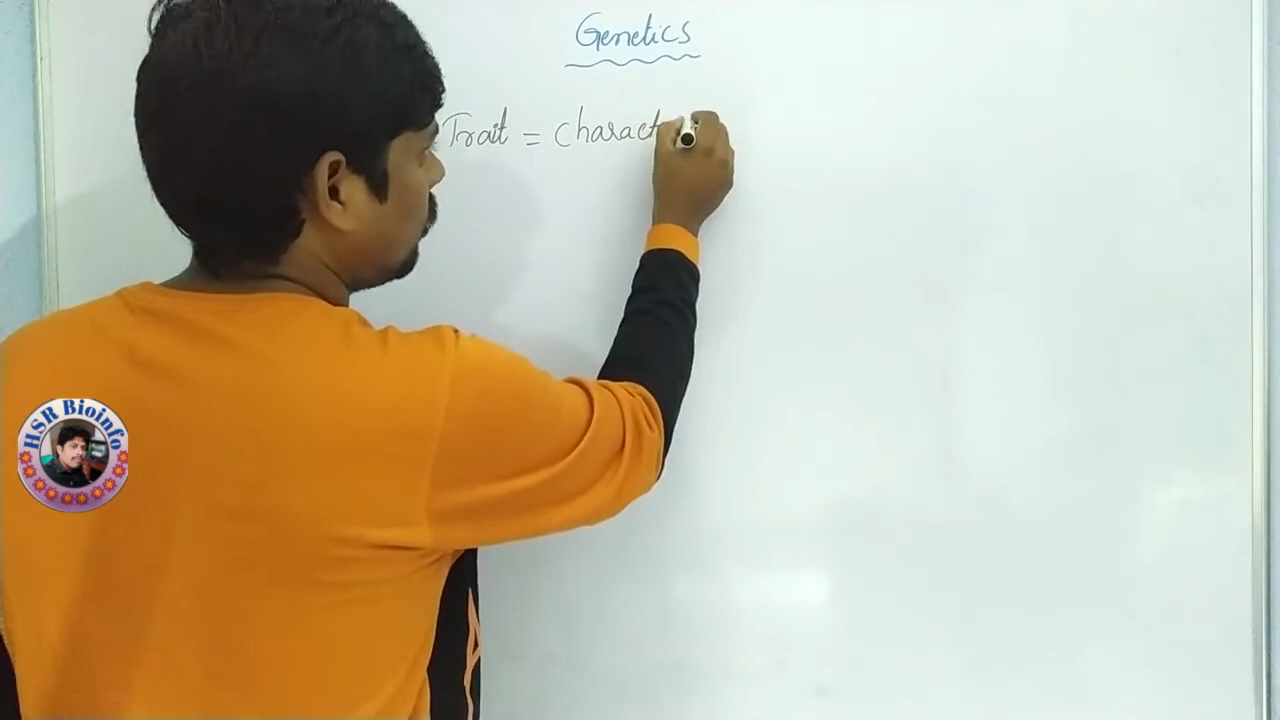 Genetics
Trait = Charact
HSR Bioinfo